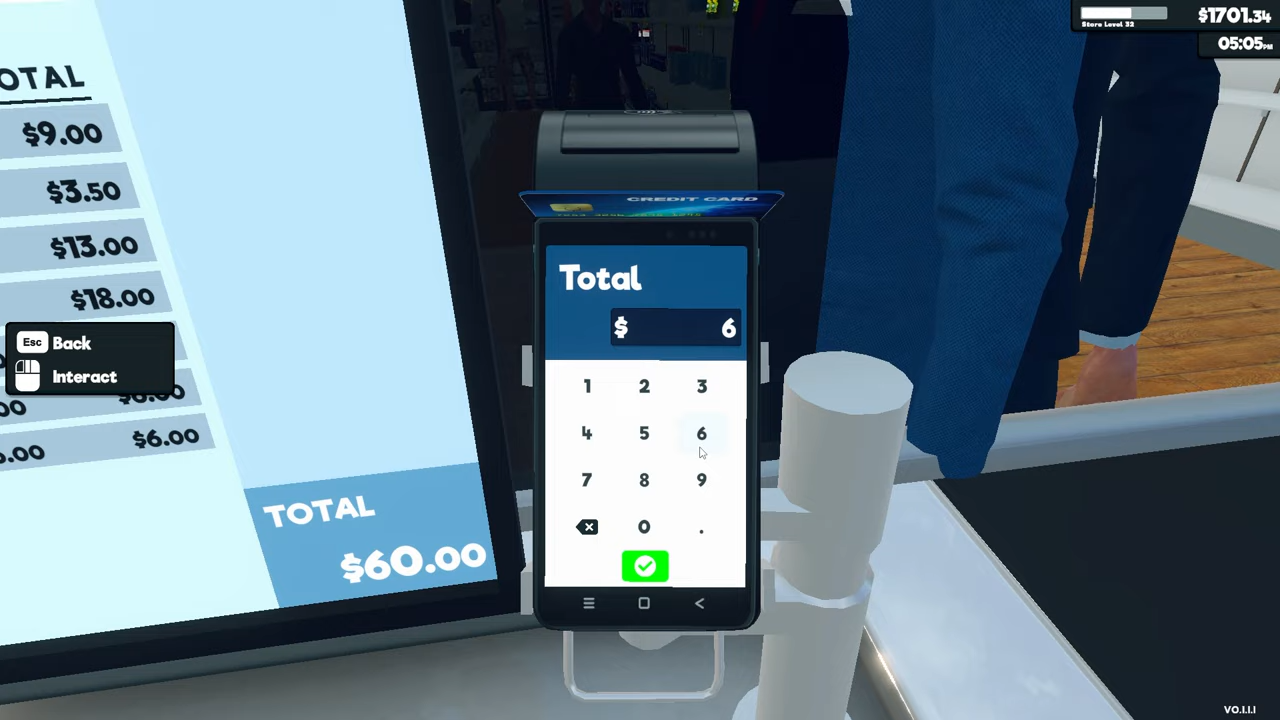 $1701.34
Store Level 32
05:05PM
OTAL
$9.00
$3.50
$13.00
$18.00
$6.00
TOTAL
$60.00
Esc Back
Interact
CREDIT CARD
Total
$ 6
1 2 3
4 5 6
7 8 9
0 .
V0.1.1.1